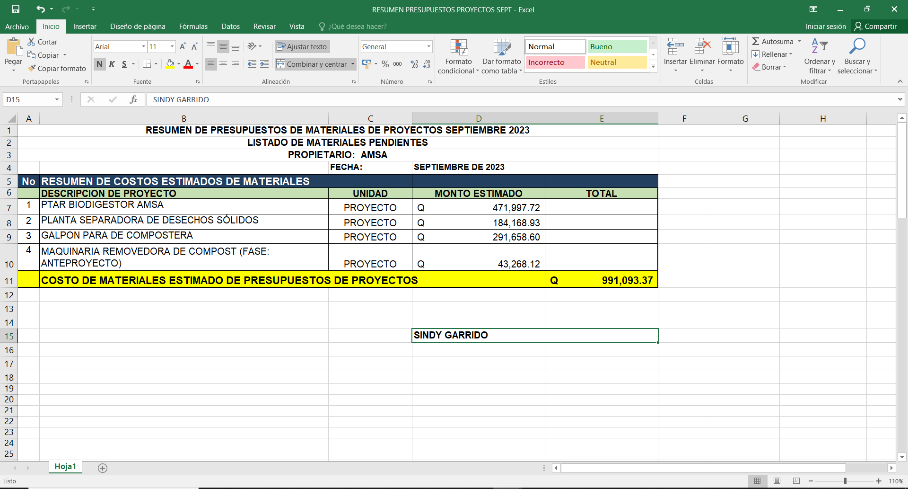 RESUMEN PRESUPUESTOS PROYECTOS SEPT - Excel
Archivo Inicio Insertar Diseño de página Fórmulas Datos Revisar Vista ¿Qué desea hacer? Iniciar sesión Compartir
Pegar
Cortar
Copiar
Copiar formato
Portapapeles
Arial 11
N K S
Fuente
Ajustar texto
Combinar y centrar
Alineación
General
% 000
Número
Formato condicional
Dar formato como tabla
Normal Bueno
Incorrecto Neutral
Estilos
Insertar Eliminar Formato
Celdas
Autosuma
Rellenar
Borrar
Ordenar y filtrar
Buscar y seleccionar
Modificar
D15 fx SINDY GARRIDO
A B C D E F G H
1 RESUMEN DE PRESUPUESTOS DE MATERIALES DE PROYECTOS SEPTIEMBRE 2023
2 LISTADO DE MATERIALES PENDIENTES
3 PROPIETARIO: AMSA
4 FECHA: SEPTIEMBRE DE 2023
5 No RESUMEN DE COSTOS ESTIMADOS DE MATERIALES
6 DESCRIPCION DE PROYECTO UNIDAD MONTO ESTIMADO TOTAL
7 1 PTAR BIODIGESTOR AMSA PROYECTO Q 471,997.72
8 2 PLANTA SEPARADORA DE DESECHOS SÓLIDOS PROYECTO Q 184,168.93
9 3 GALPON PARA DE COMPOSTERA PROYECTO Q 291,658.60
4 MAQUINARIA REMOVEDORA DE COMPOST (FASE:
10 ANTEPROYECTO) PROYECTO Q 43,268.12
11 COSTO DE MATERIALES ESTIMADO DE PRESUPUESTOS DE PROYECTOS Q 991,093.37
12
13
14
15 SINDY GARRIDO
16
17
18
19
20
21
22
23
24
25
Hoja1
Listo 110%